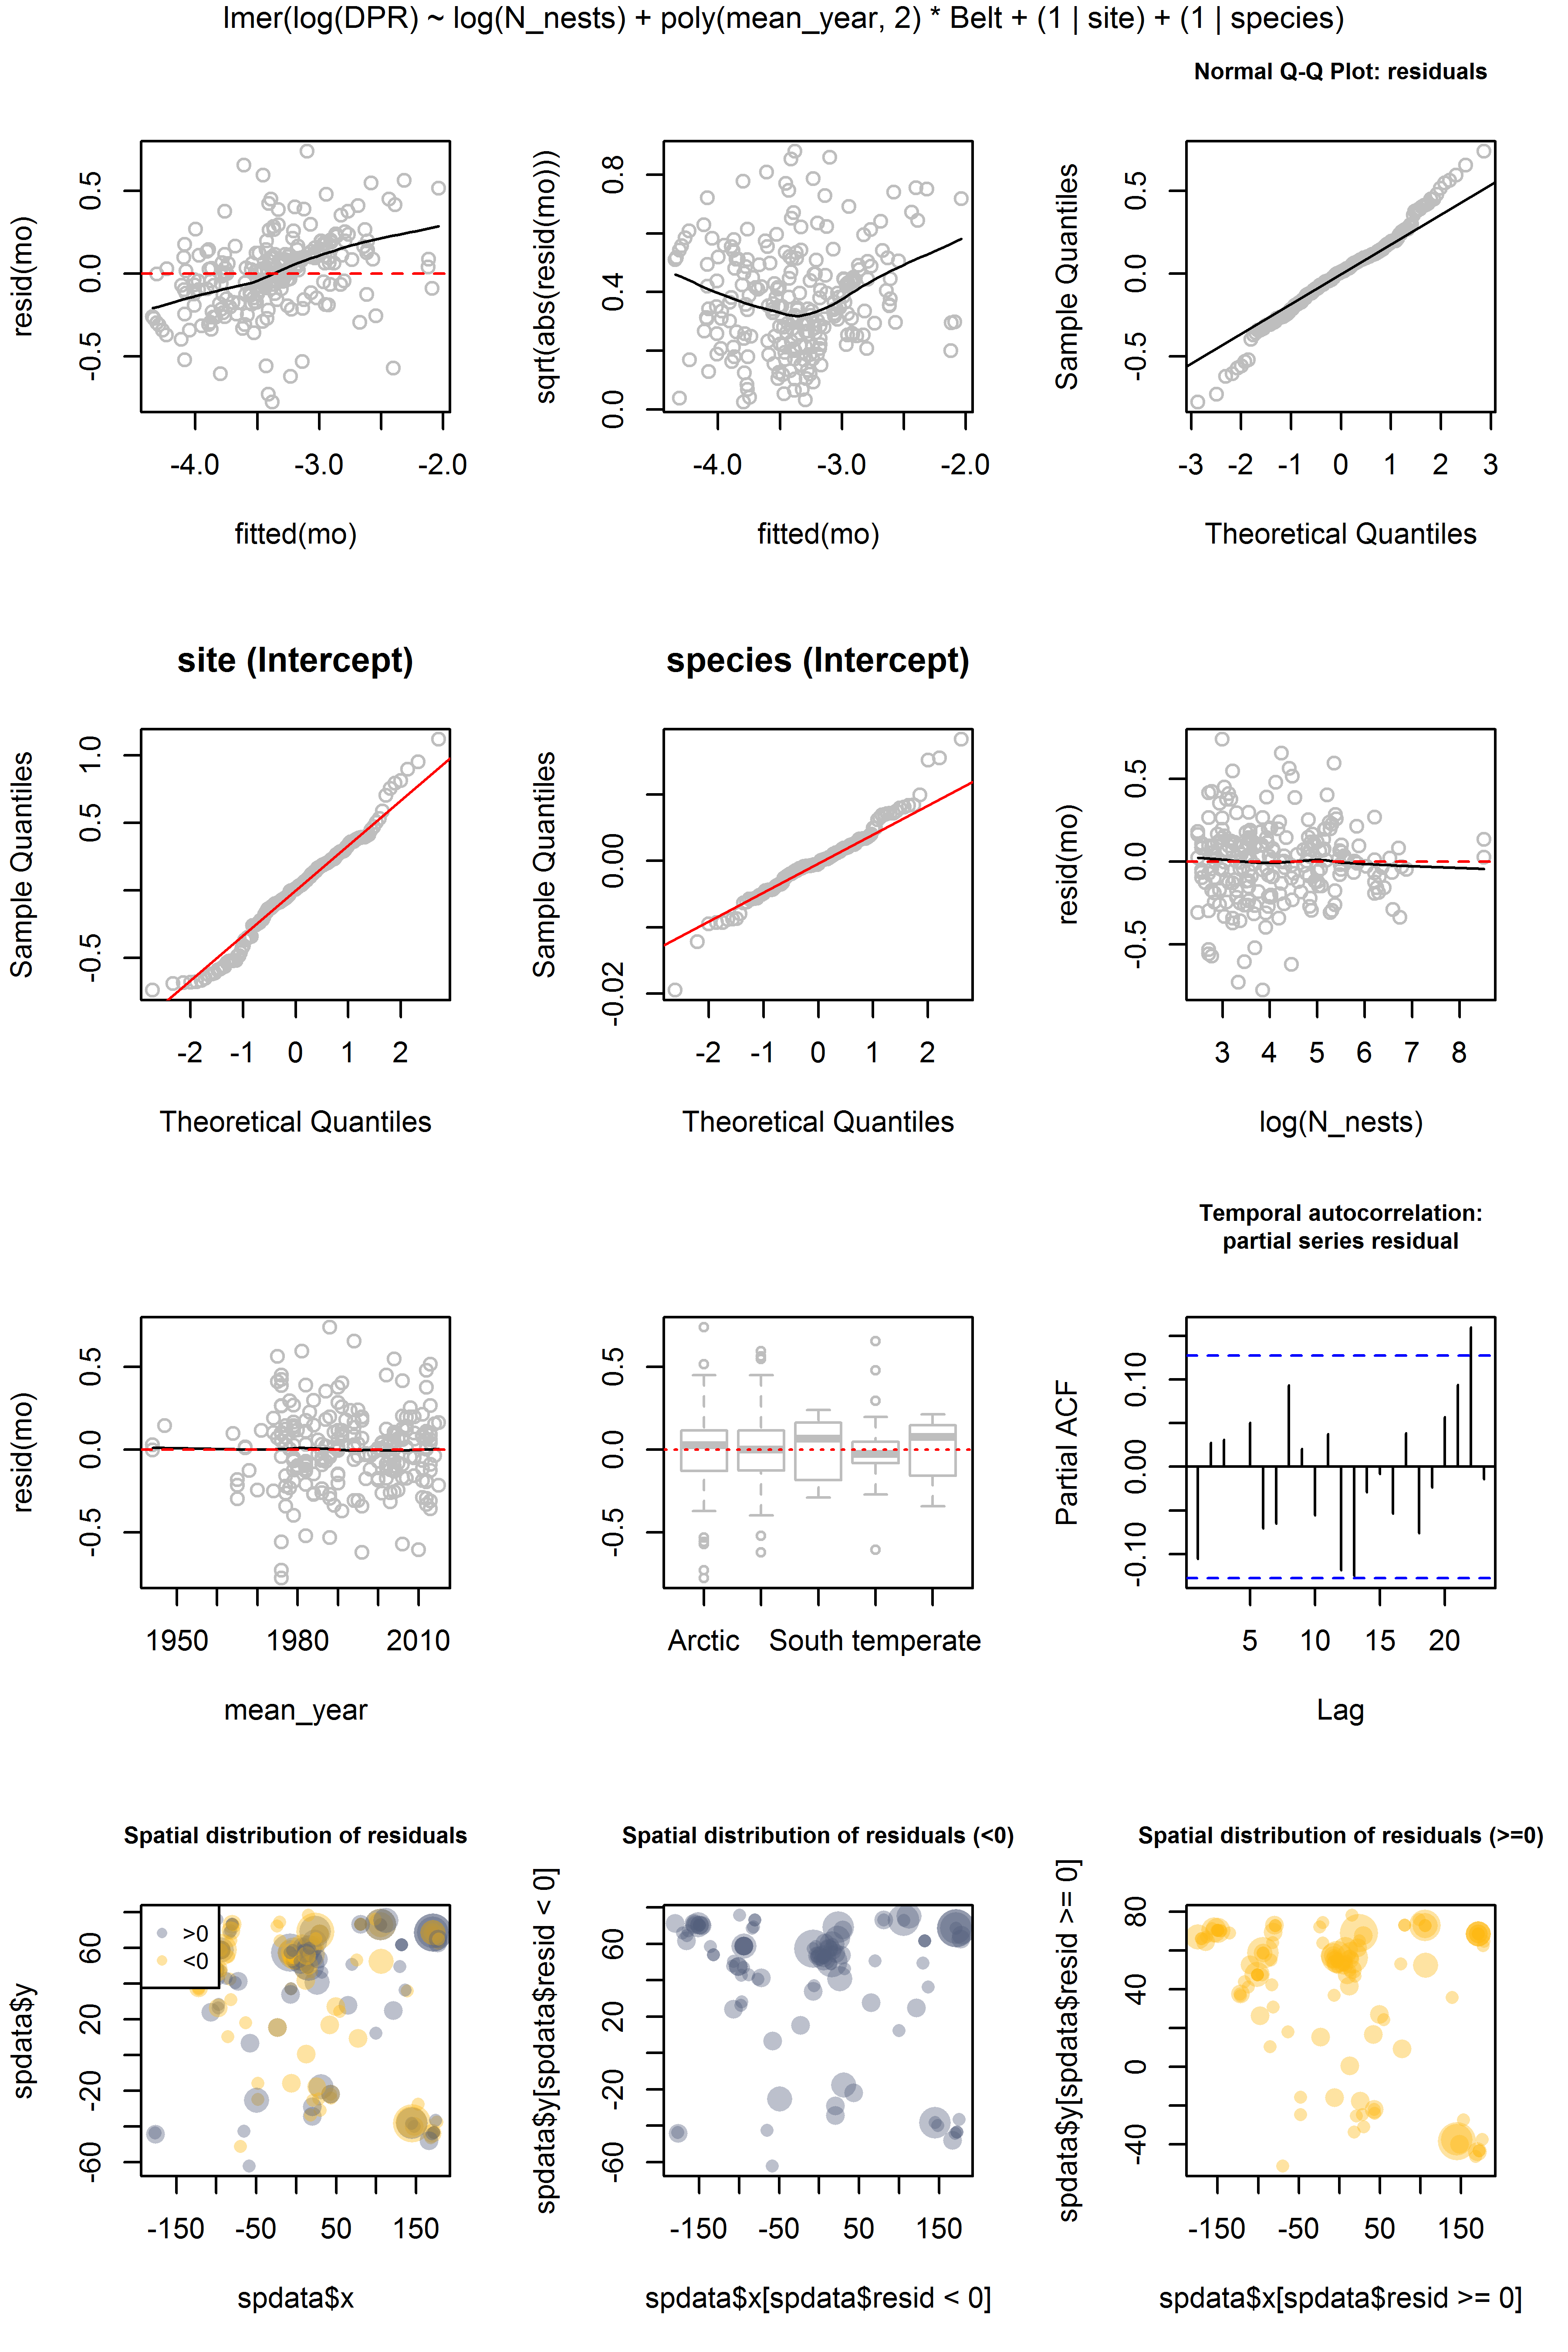 lmer(log(DPR) ~ log(N_nests) + poly(mean_year, 2) * Belt + (1 | site) + (1 | species)
Normal Q-Q Plot: residuals
resid(mo)
-0.5 0.0 0.5
-4.0 -3.0 -2.0
fitted(mo)
sqrt(abs(resid(mo)))
0.0 0.4 0.8
-4.0 -3.0 -2.0
fitted(mo)
Sample Quantiles
-0.5 0.0 0.5
-3 -2 -1 0 1 2 3
Theoretical Quantiles
site (Intercept)
Sample Quantiles
-0.5 0.5 1.0
-2 -1 0 1 2
Theoretical Quantiles
species (Intercept)
Sample Quantiles
-0.02 0.00
-2 -1 0 1 2
Theoretical Quantiles
resid(mo)
-0.5 0.0 0.5
3 4 5 6 7 8
log(N_nests)
resid(mo)
-0.5 0.0 0.5
1950 1980 2010
mean_year
-0.5 0.0 0.5
Arctic South temperate
Temporal autocorrelation:
partial series residual
Partial ACF
-0.10 0.00 0.10
5 10 15 20
Lag
Spatial distribution of residuals
spdata$y
-60 -20 20 60
>0
<0
-150 -50 50 150
spdata$x
Spatial distribution of residuals (<0)
spdata$y[spdata$resid < 0]
-60 -20 20 60
-150 -50 50 150
spdata$x[spdata$resid < 0]
Spatial distribution of residuals (>=0)
spdata$y[spdata$resid >= 0]
-40 0 40 80
-150 -50 50 150
spdata$x[spdata$resid >= 0]